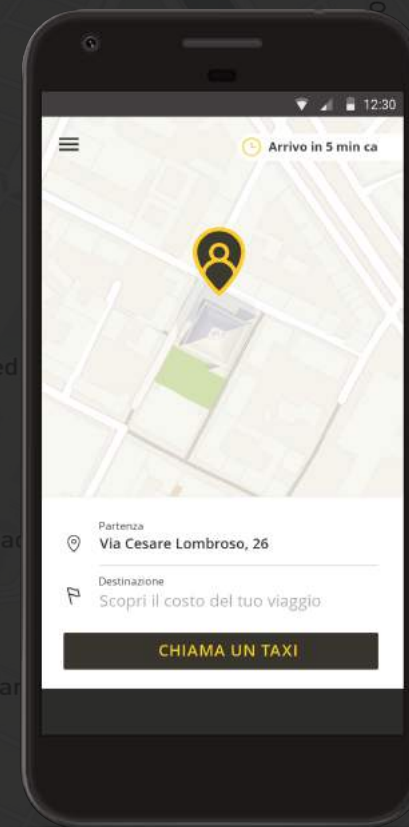 12:30
Arrivo in 5 min ca
Partenza
Via Cesare Lombroso, 26
Destinazione
Scopri il costo del tuo viaggio
CHIAMA UN TAXI